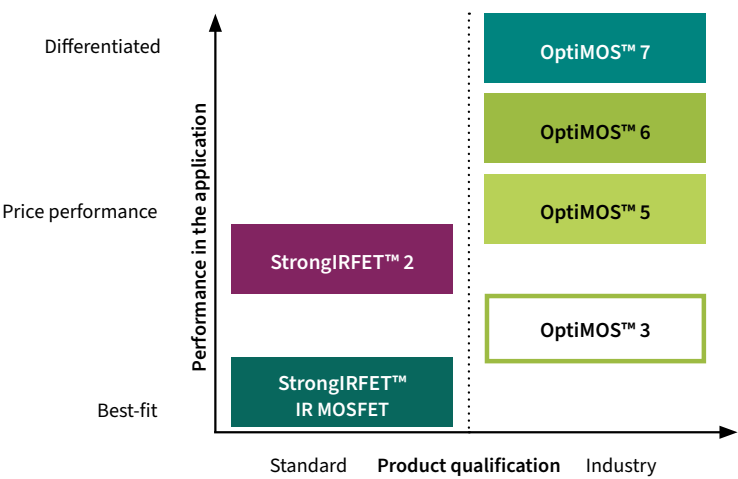 Differentiated
OptiMOS™ 7
OptiMOS™ 6
Performance in the application
Price performance
OptiMOS™ 5
StrongIRFET™ 2
OptiMOS™ 3
StrongIRFET™
IR MOSFET
Best-fit
Standard Product qualification Industry